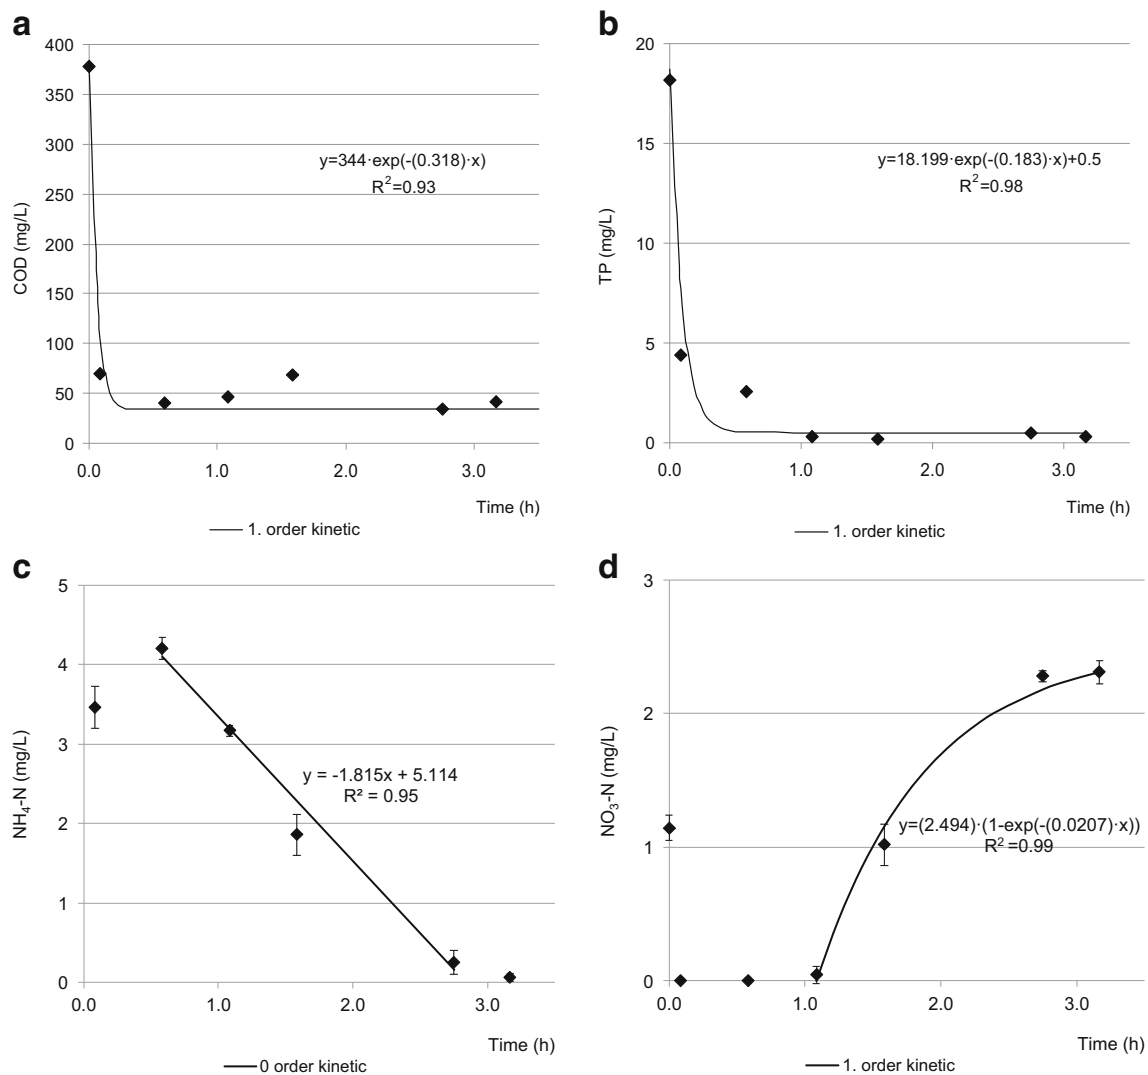 a
400
350
300
250
200
150
100
50
0
COD (mg/L)
y=344·exp(-(0.318)·x)
R²=0.93
0.0 1.0 2.0 3.0
Time (h)
1. order kinetic
b
20
15
10
5
0
TP (mg/L)
y=18.199·exp(-(0.183)·x)+0.5
R²=0.98
0.0 1.0 2.0 3.0
Time (h)
1. order kinetic
c
5
4
3
2
1
0
NH₄-N (mg/L)
y = -1.815x + 5.114
R² = 0.95
0.0 1.0 2.0 3.0
Time (h)
0 order kinetic
d
3
2
1
0
NO₃-N (mg/L)
y=(2.494)·(1-exp(-(0.0207)·x))
R²=0.99
0.0 1.0 2.0 3.0
Time (h)
1. order kinetic